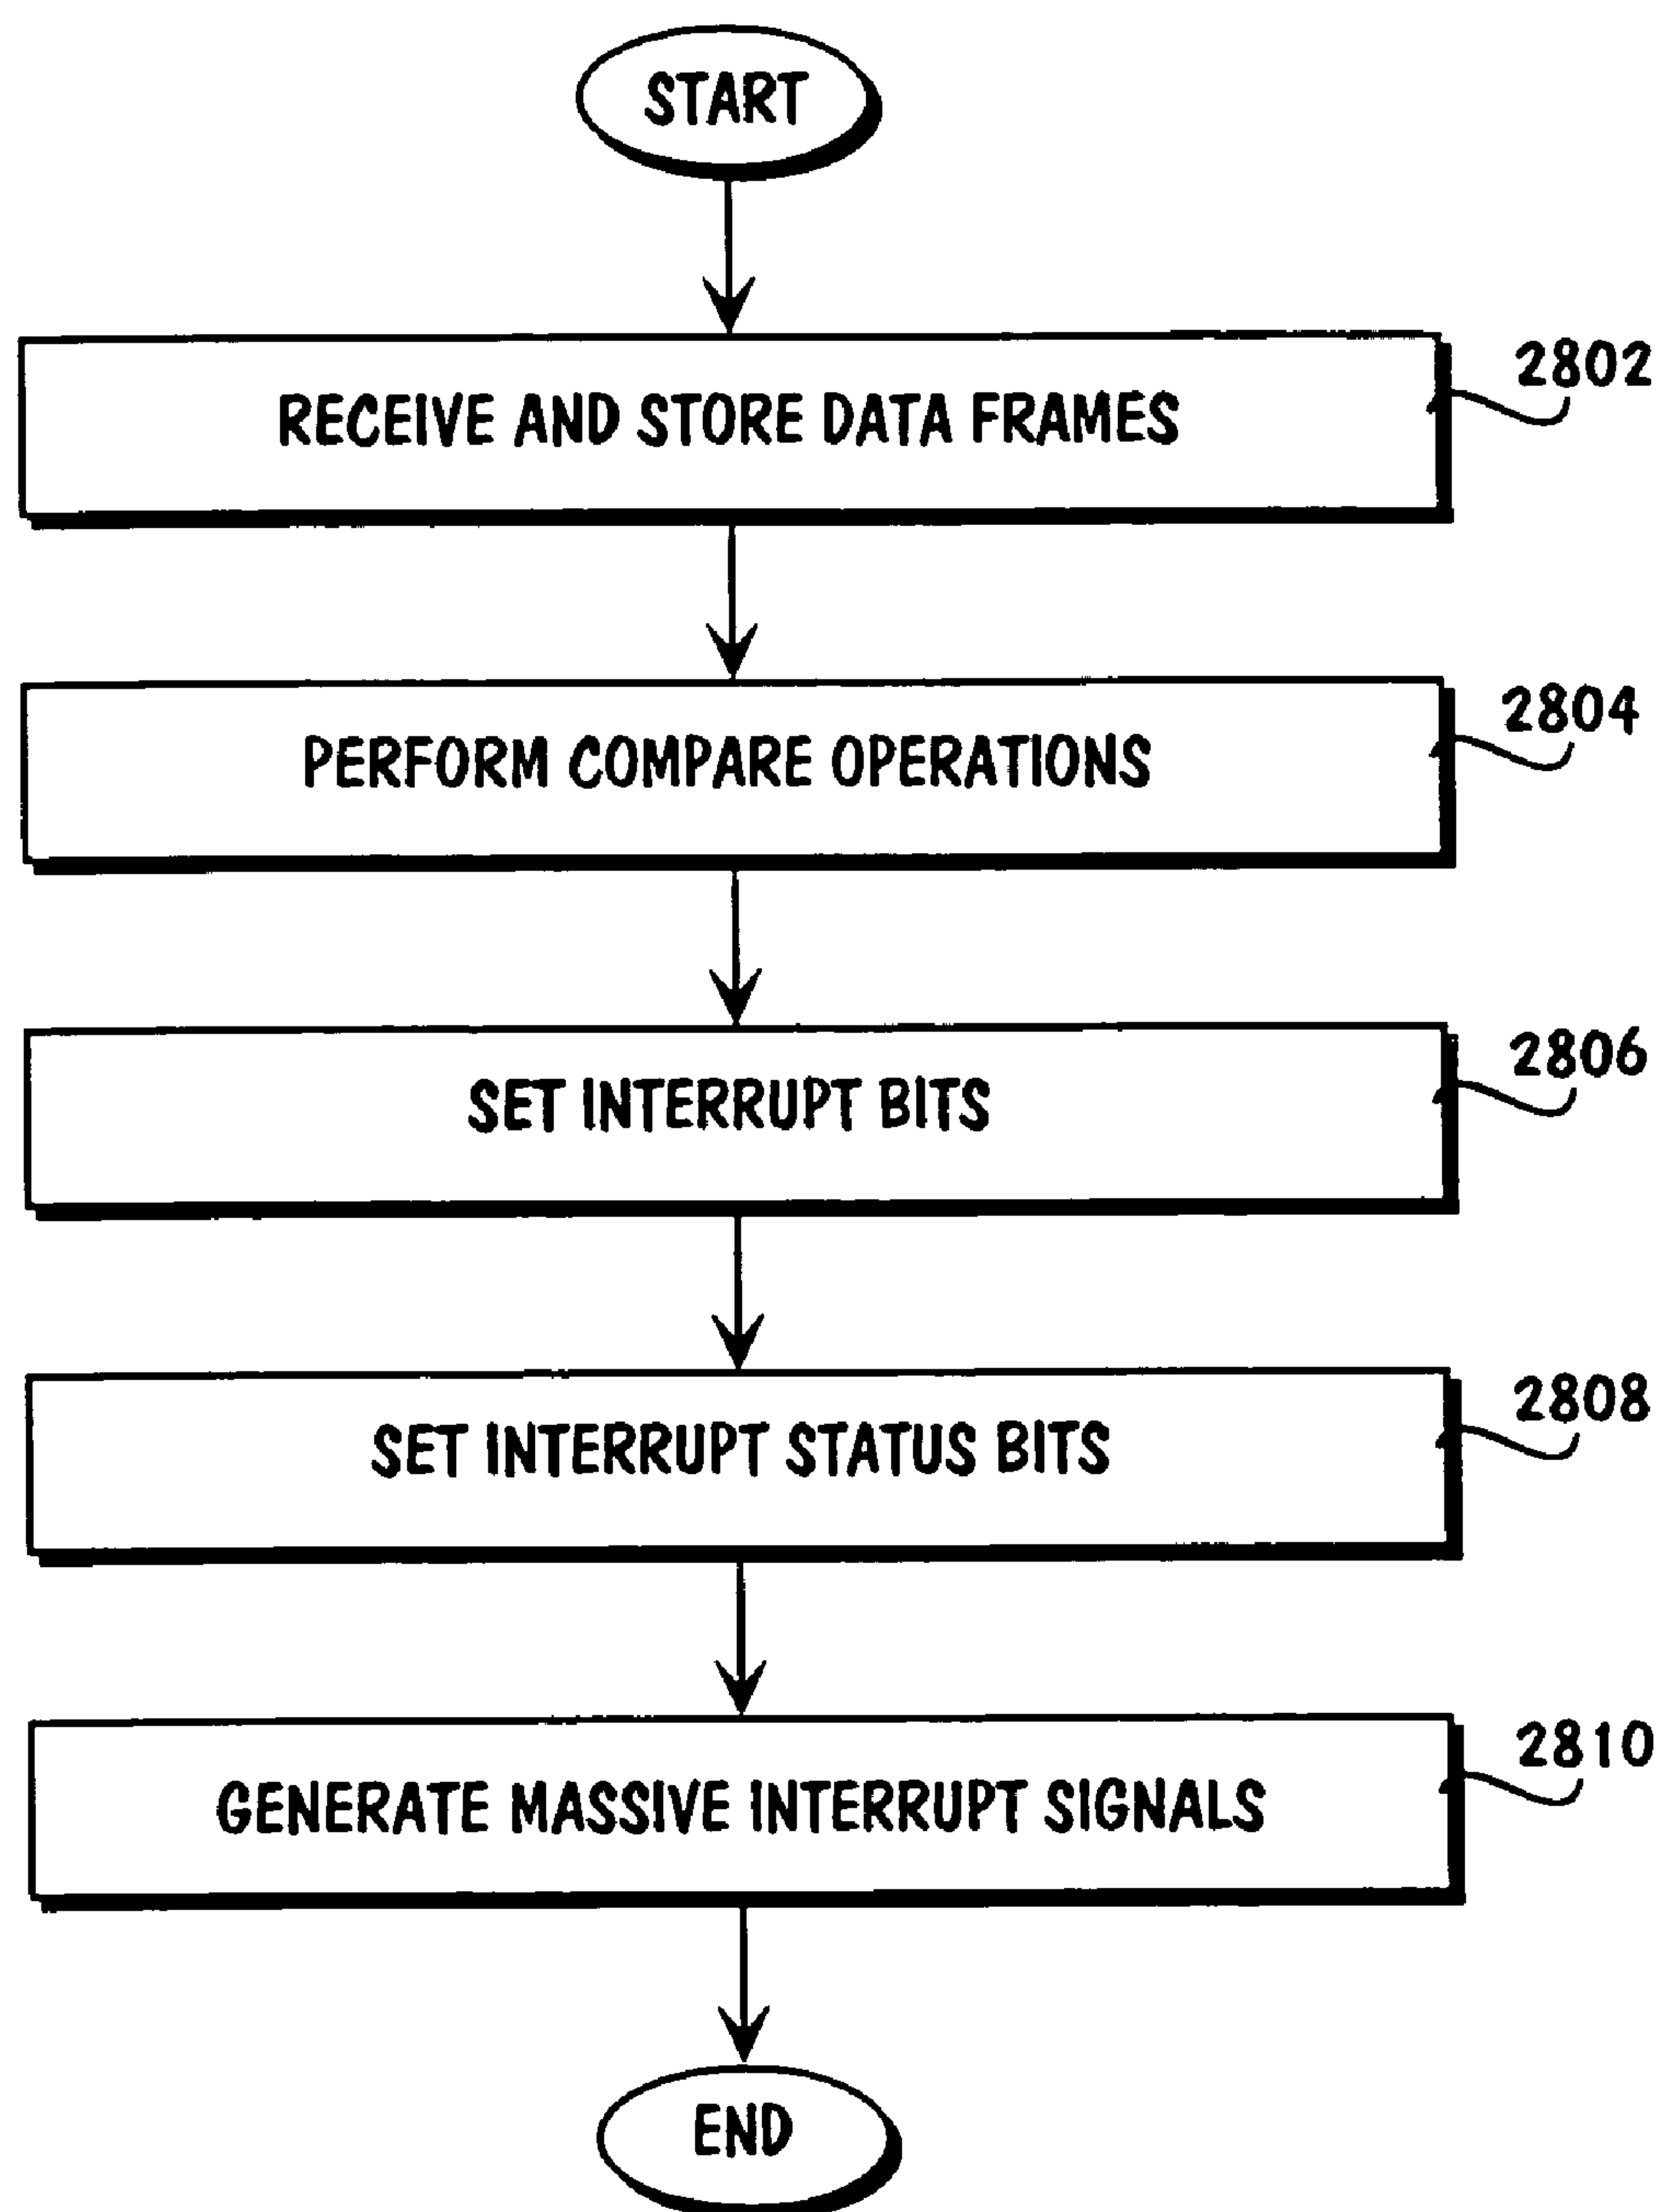 START
RECEIVE AND STORE DATA FRAMES
2802
PERFORM COMPARE OPERATIONS
2804
SET INTERRUPT BITS
2806
SET INTERRUPT STATUS BITS
2808
GENERATE MASSIVE INTERRUPT SIGNALS
2810
END